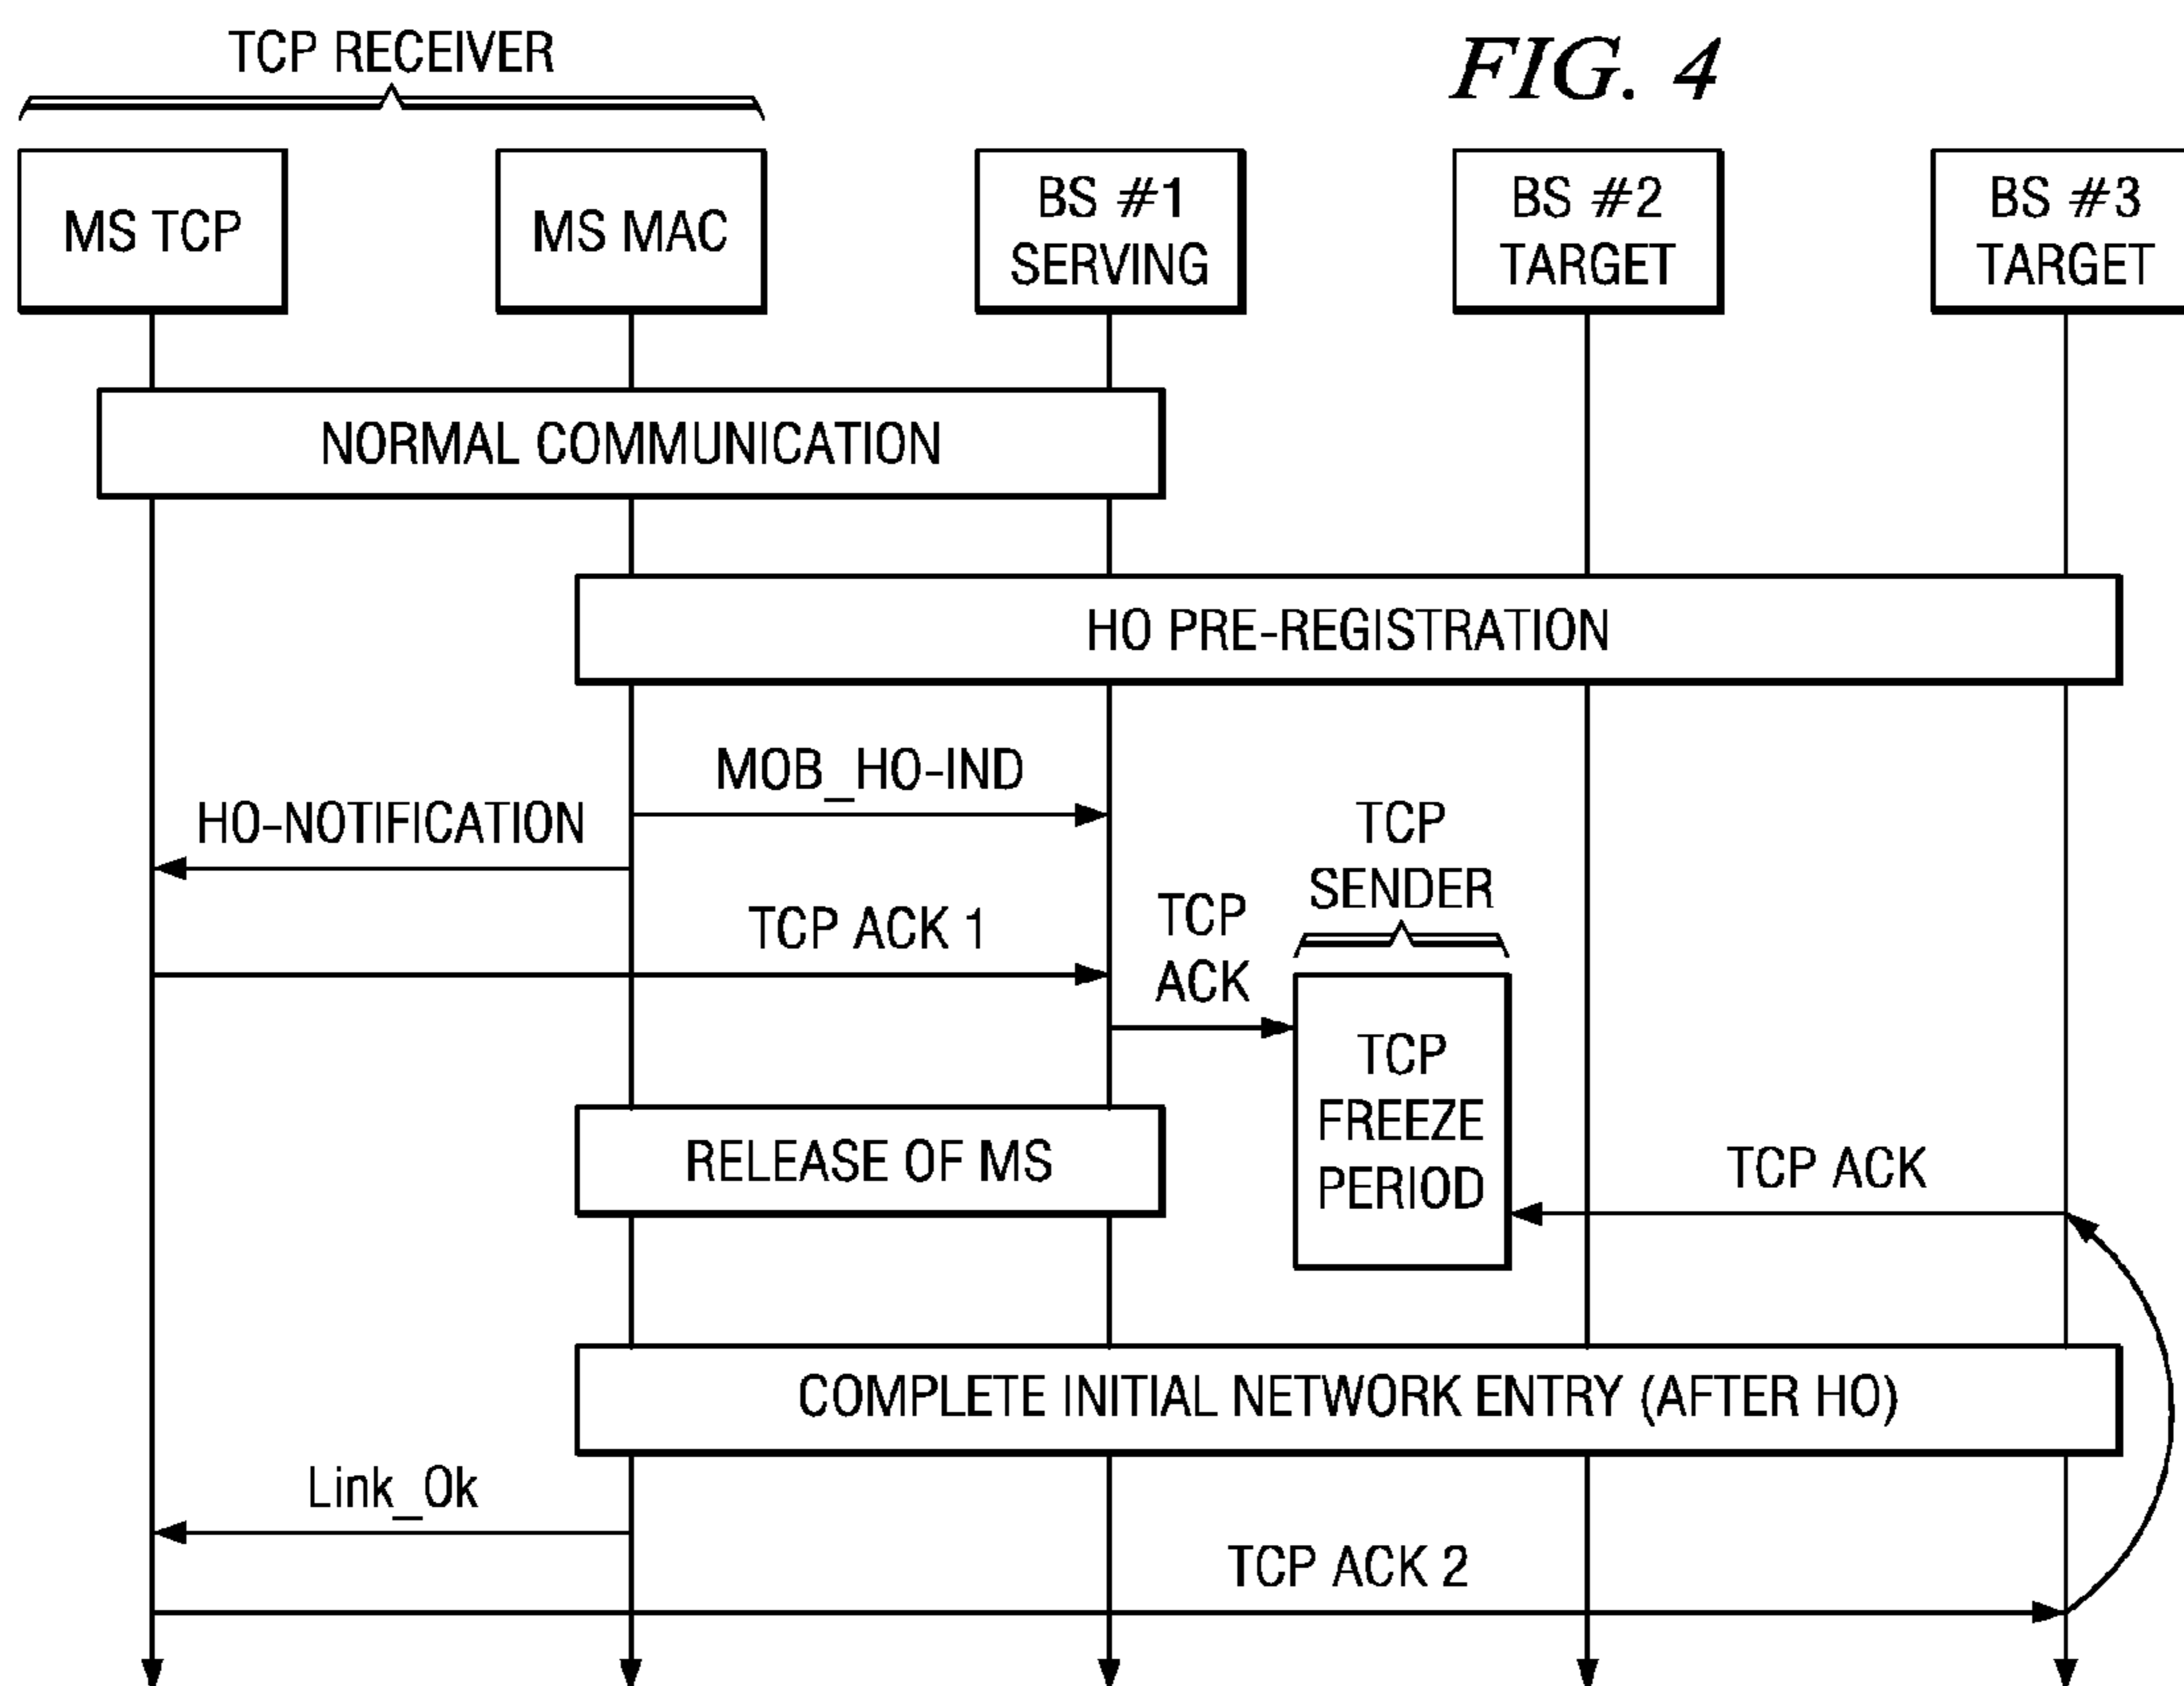 TCP RECEIVER
FIG. 4
MS TCP
MS MAC
BS #1
SERVING
BS #2
TARGET
BS #3
TARGET
NORMAL COMMUNICATION
HO PRE-REGISTRATION
MOB_HO-IND
HO-NOTIFICATION
TCP
SENDER
TCP ACK 1
TCP
ACK
TCP
FREEZE
PERIOD
RELEASE OF MS
TCP ACK
COMPLETE INITIAL NETWORK ENTRY (AFTER HO)
Link_Ok
TCP ACK 2